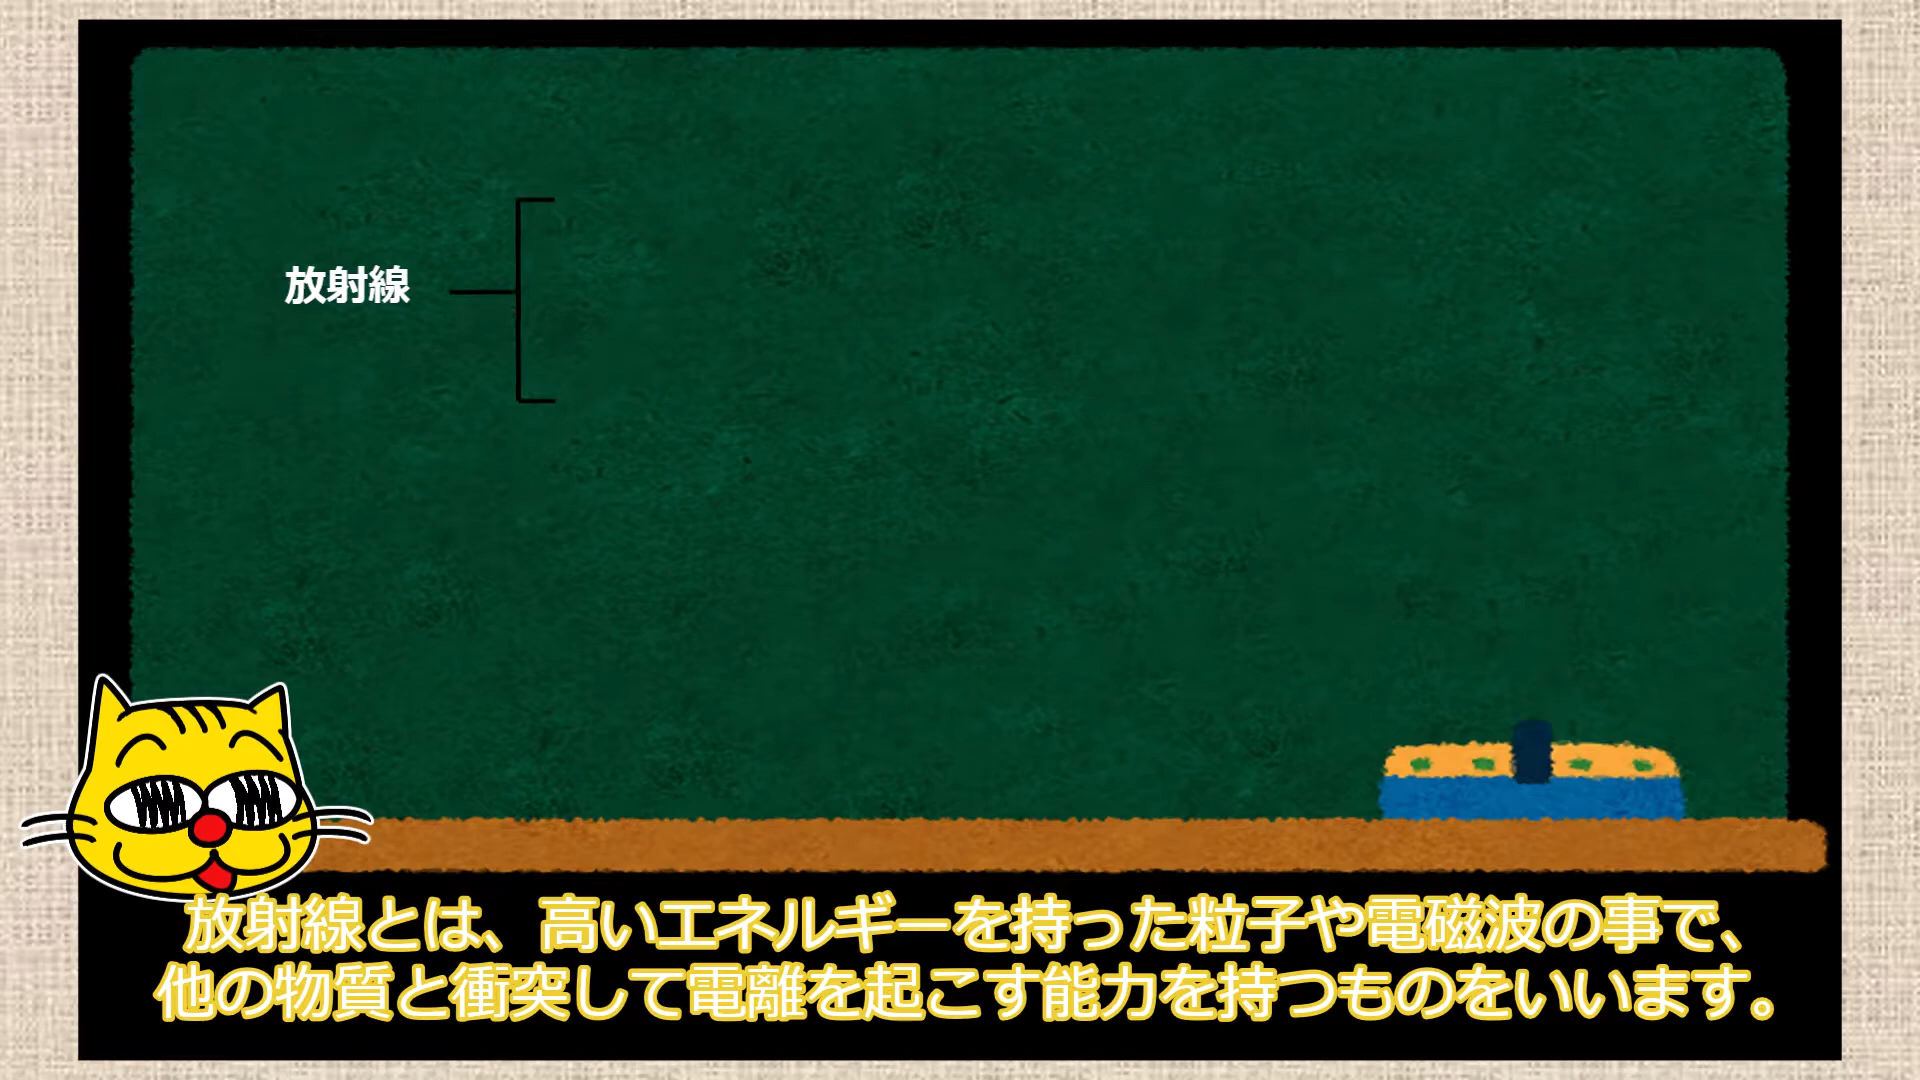 放射線
放射線とは、高いエネルギーを持った粒子や電磁波の事で、
他の物質と衝突して電離を起こす能力を持つものをいいます。